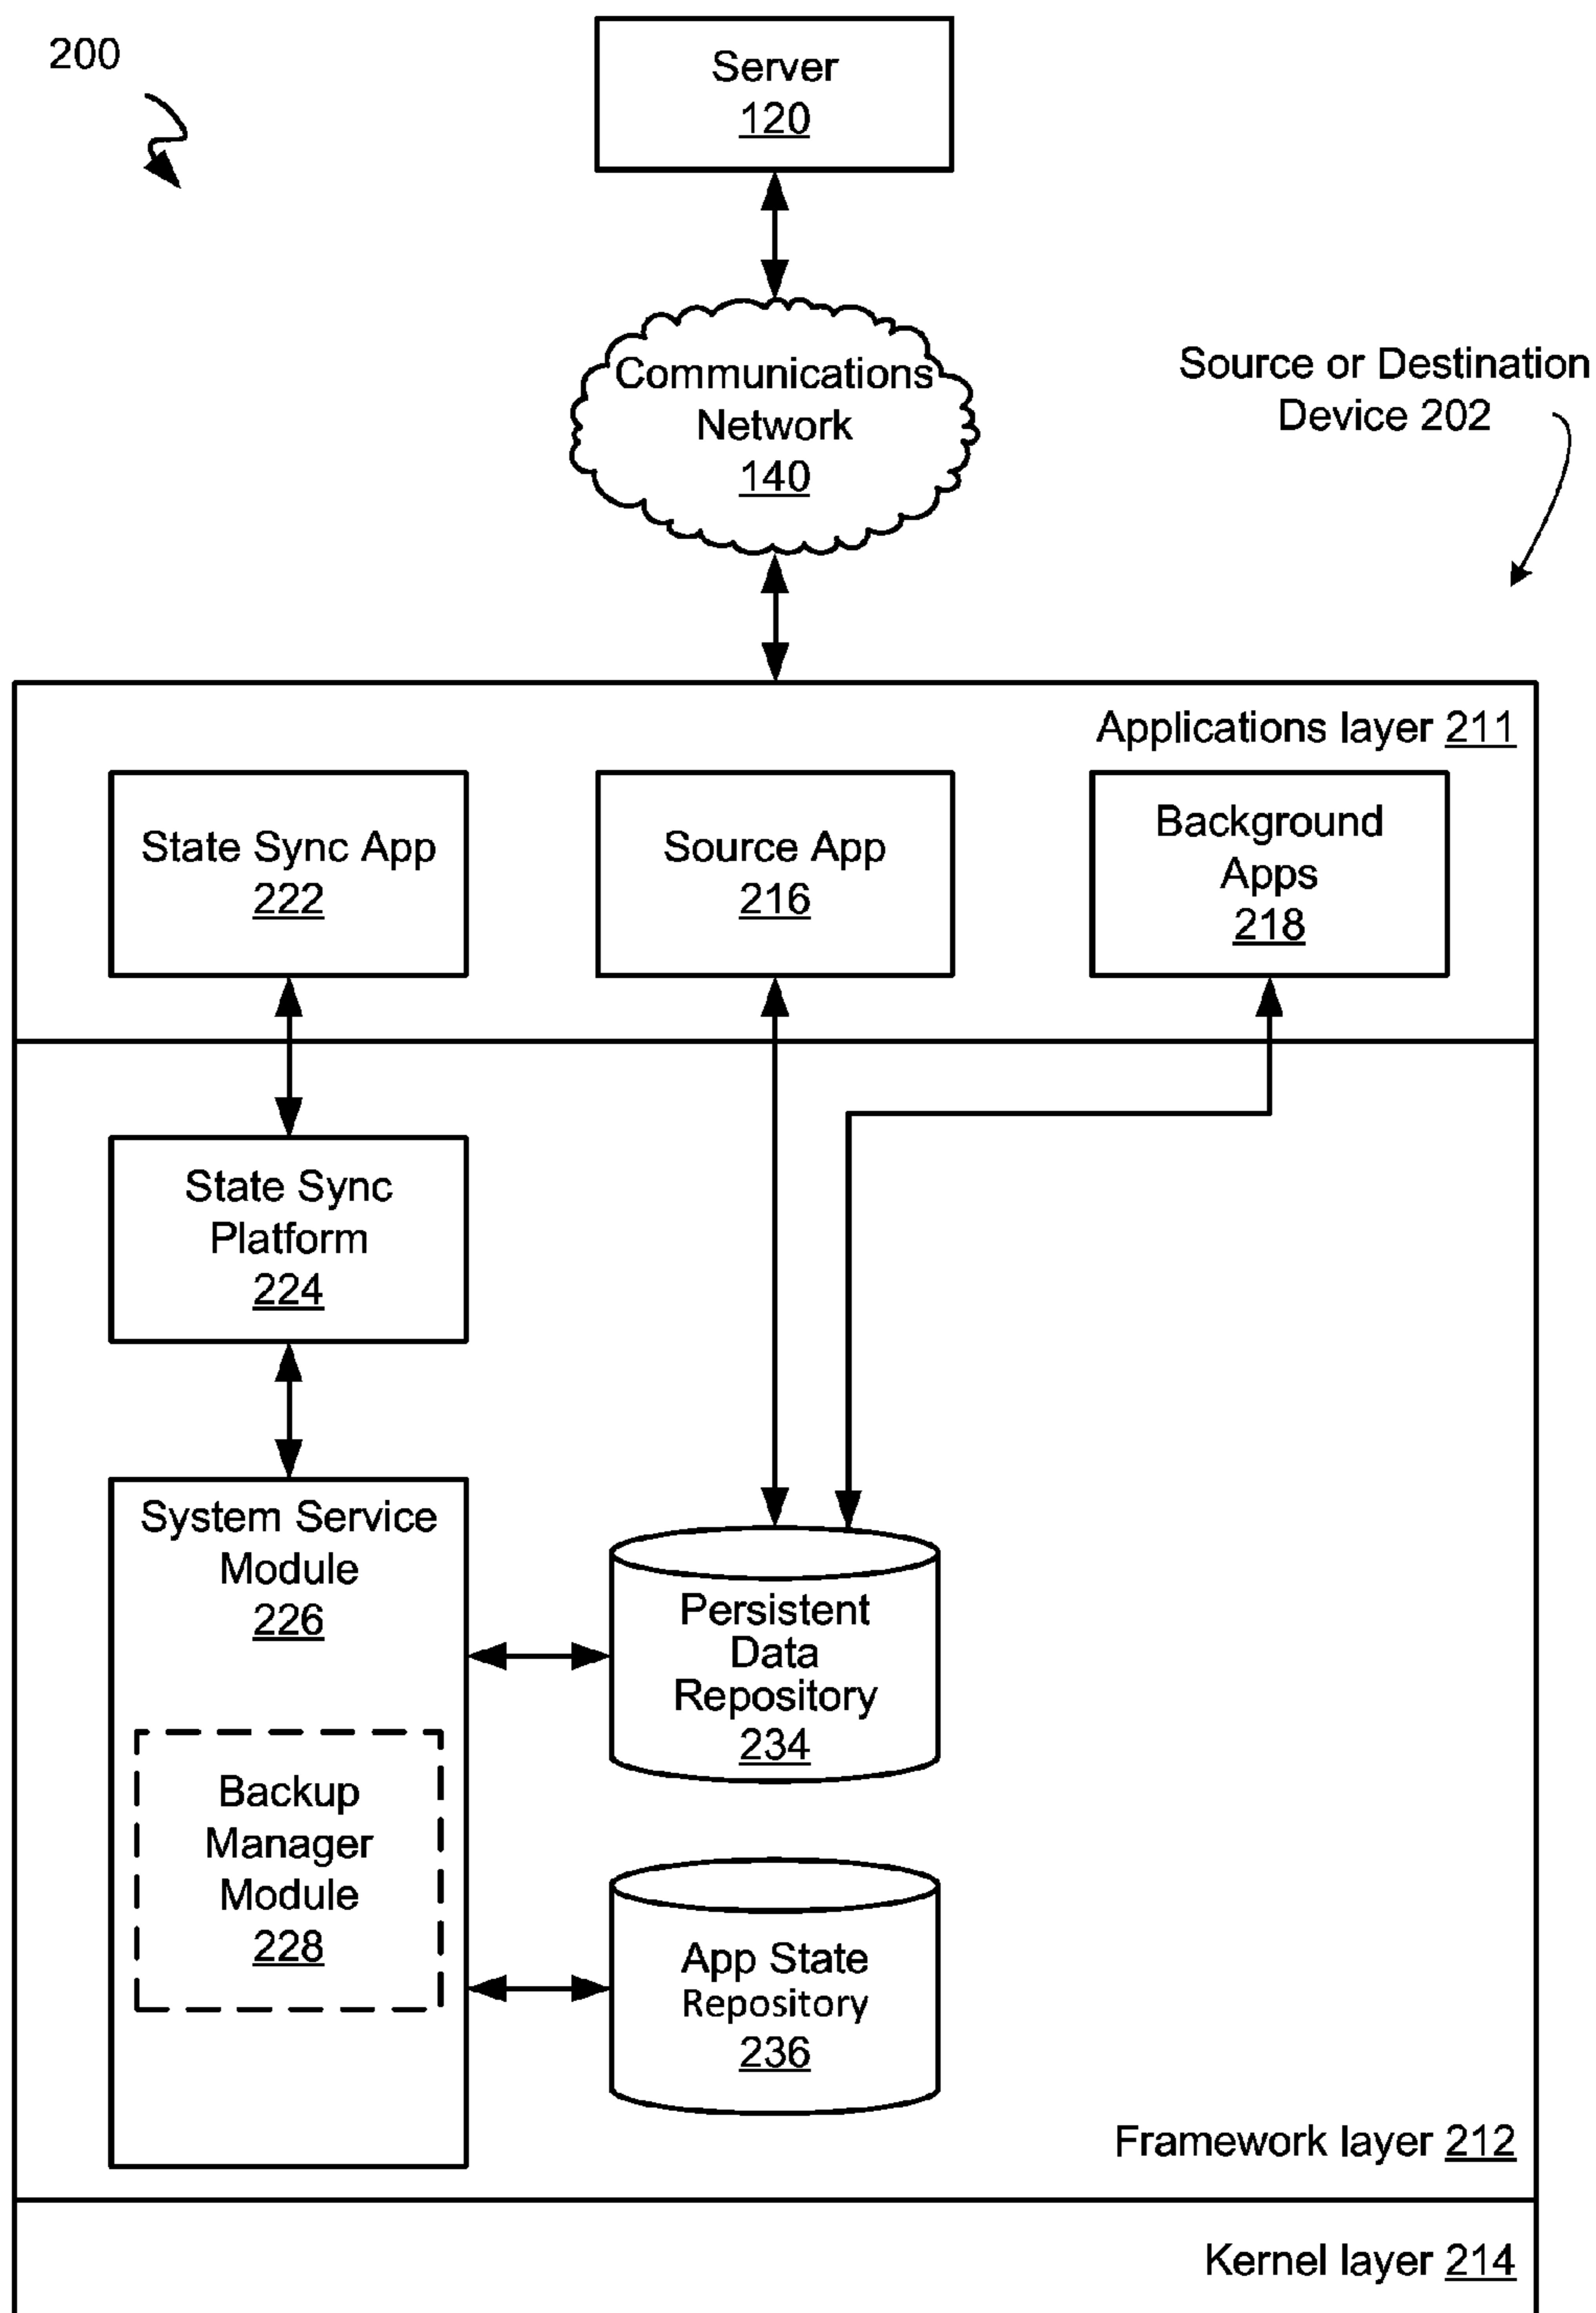 200
Server
120
Communications
Network
140
Source or Destination
Device 202
Applications layer 211
State Sync App
222
Source App
216
Background
Apps
218
State Sync
Platform
224
System Service
Module
226
Persistent
Data
Repository
234
Backup
Manager
Module
228
App State
Repository
236
Framework layer 212
Kernel layer 214